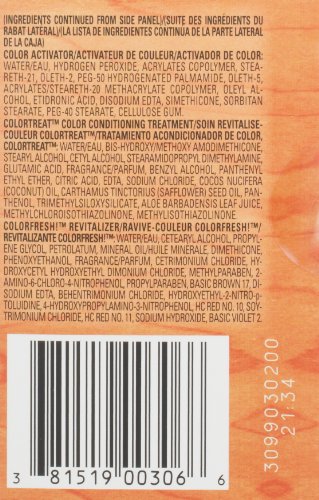 (INGREDIENTS CONTINUED FROM SIDE PANEL)/(SUITE DES INGRÉDIENTS DU
RABAT LATERAL)/(LA LISTA DE INGREDIENTES CONTINUA DE LA PARTE LATERAL
DE LA CAJA)
COLOR ACTIVATOR/ACTIVATEUR DE COULEUR/ACTIVADOR DE COLOR:
WATER/EAU, HYDROGEN PEROXIDE, ACRYLATES COPOLYMER, STEA-
RETH-21, OLETH-2, PEG-50 HYDROGENATED PALMAMIDE, OLETH-5,
ACRYLATES/STEARETH-20 METHACRYLATE COPOLYMER, OLEYL AL-
COHOL, ETIDRONIC ACID, DISODIUM EDTA, SIMETHICONE, SORBITAN
STEARATE, PEG-40 STEARATE, CELLULOSE GUM.
COLORTREAT™ COLOR CONDITIONING TREATMENT/SOIN REVITALISE-
COULEUR COLORTREAT™/TRATAMIENTO ACONDICIONADOR DE COLOR,
COLORTREAT™: WATER/EAU, BIS-HYDROXY/METHOXY AMODIMETHICONE,
STEARYL ALCOHOL, CETYL ALCOHOL, STEARAMIDOPROPYL DIMETHYLAMINE,
GLUTAMIC ACID, FRAGRANCE/PARFUM, BENZYL ALCOHOL, PANTHENYL
ETHYL ETHER, CITRIC ACID, EDTA, SODIUM CHLORIDE, COCOS NUCIFERA
(COCONUT) OIL, CARTHAMUS TINCTORIUS (SAFFLOWER) SEED OIL, PAN-
THENOL, TRIMETHYLSILOXYSILICATE, ALOE BARBADENSIS LEAF JUICE,
METHYLCHLOROISOTHIAZOLINONE, METHYLISOTHIAZOLINONE.
COLORFRESH!™ REVITALIZER/RAVIVE-COULEUR COLORFRESH!™/
REVITALIZANTE COLORFRESH!™: WATER/EAU, CETEARYL ALCOHOL, PROPYL-
ENE GLYCOL, PETROLATUM, MINERAL OIL/HUILE MINERALE, DIMETHICONE,
PHENOXYETHANOL, FRAGRANCE/PARFUM, CETRIMONIUM CHLORIDE, HY-
DROXYCETYL HYDROXYETHYL DIMONIUM CHLORIDE, METHYLPARABEN, 2-
AMINO-6-CHLORO-4-NITROPHENOL, PROPYLPARABEN, BASIC BROWN 17, DI-
SODIUM EDTA, BEHENTRIMONIUM CHLORIDE, HYDROXYETHYL-2-NITRO-p-
TOLUIDINE, 4-HYDROXYPROPYLAMINO-3-NITROPHENOL, HC RED NO. 10, SOY-
TRIMONIUM CHLORIDE, HC RED NO. 11, SODIUM HYDROXIDE, BASIC VIOLET 2.
3 81519 00306 6
3099030200
21:34